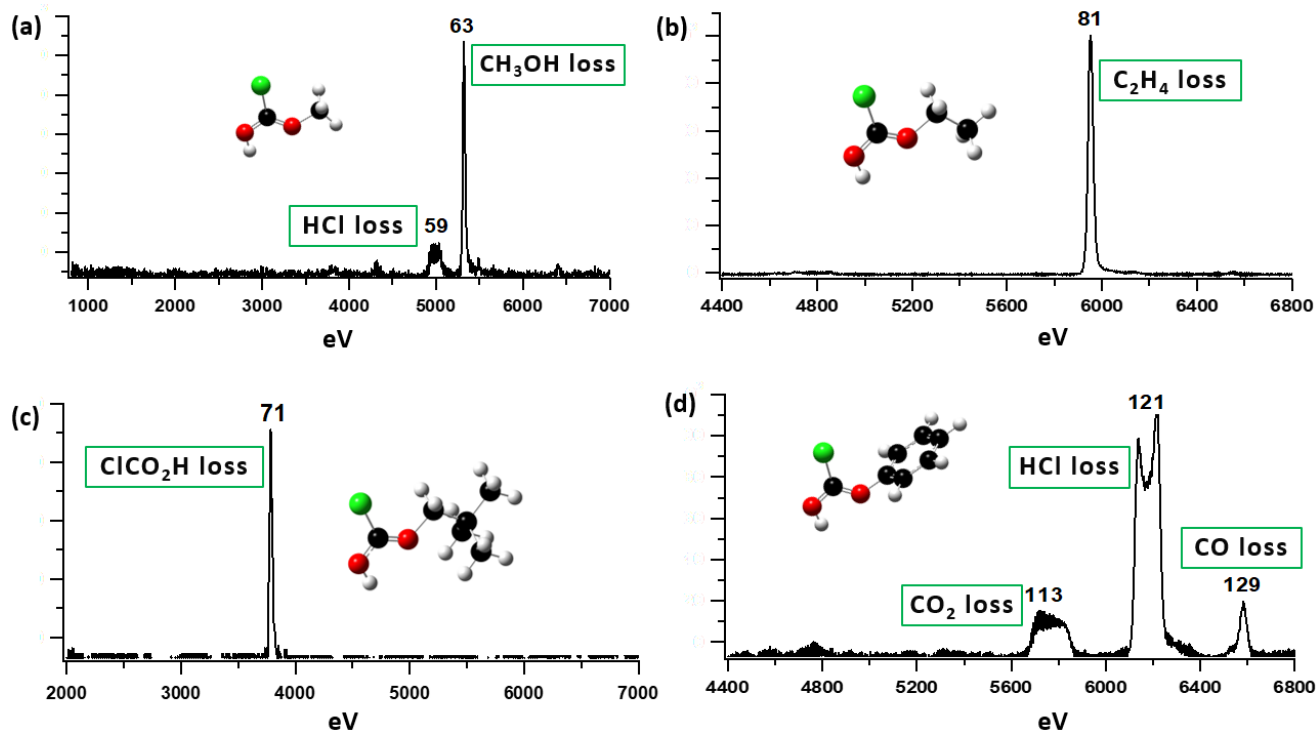 (a)
63
CH₃OH loss
HCl loss
59
1000 2000 3000 4000 5000 6000 7000
eV
(b)
81
C₂H₄ loss
4400 4800 5200 5600 6000 6400 6800
eV
(c)
71
ClCO₂H loss
2000 3000 4000 5000 6000 7000
eV
(d)
121
HCl loss
CO loss
129
CO₂ loss
113
4400 4800 5200 5600 6000 6400 6800
eV